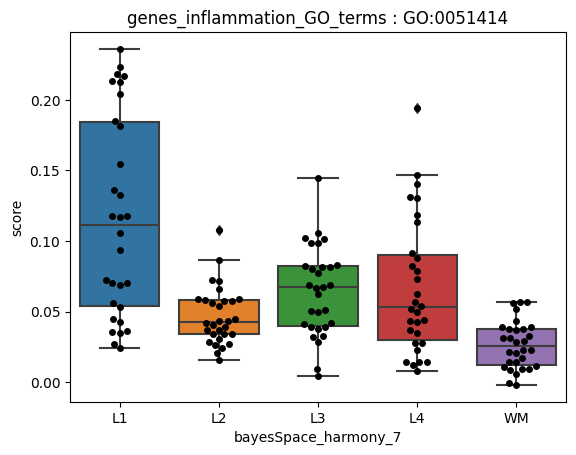 genes_inflammation_GO_terms : GO:0051414
score
0.20
0.15
0.10
0.05
0.00
L1 L2 L3 L4 WM
bayesSpace_harmony_7